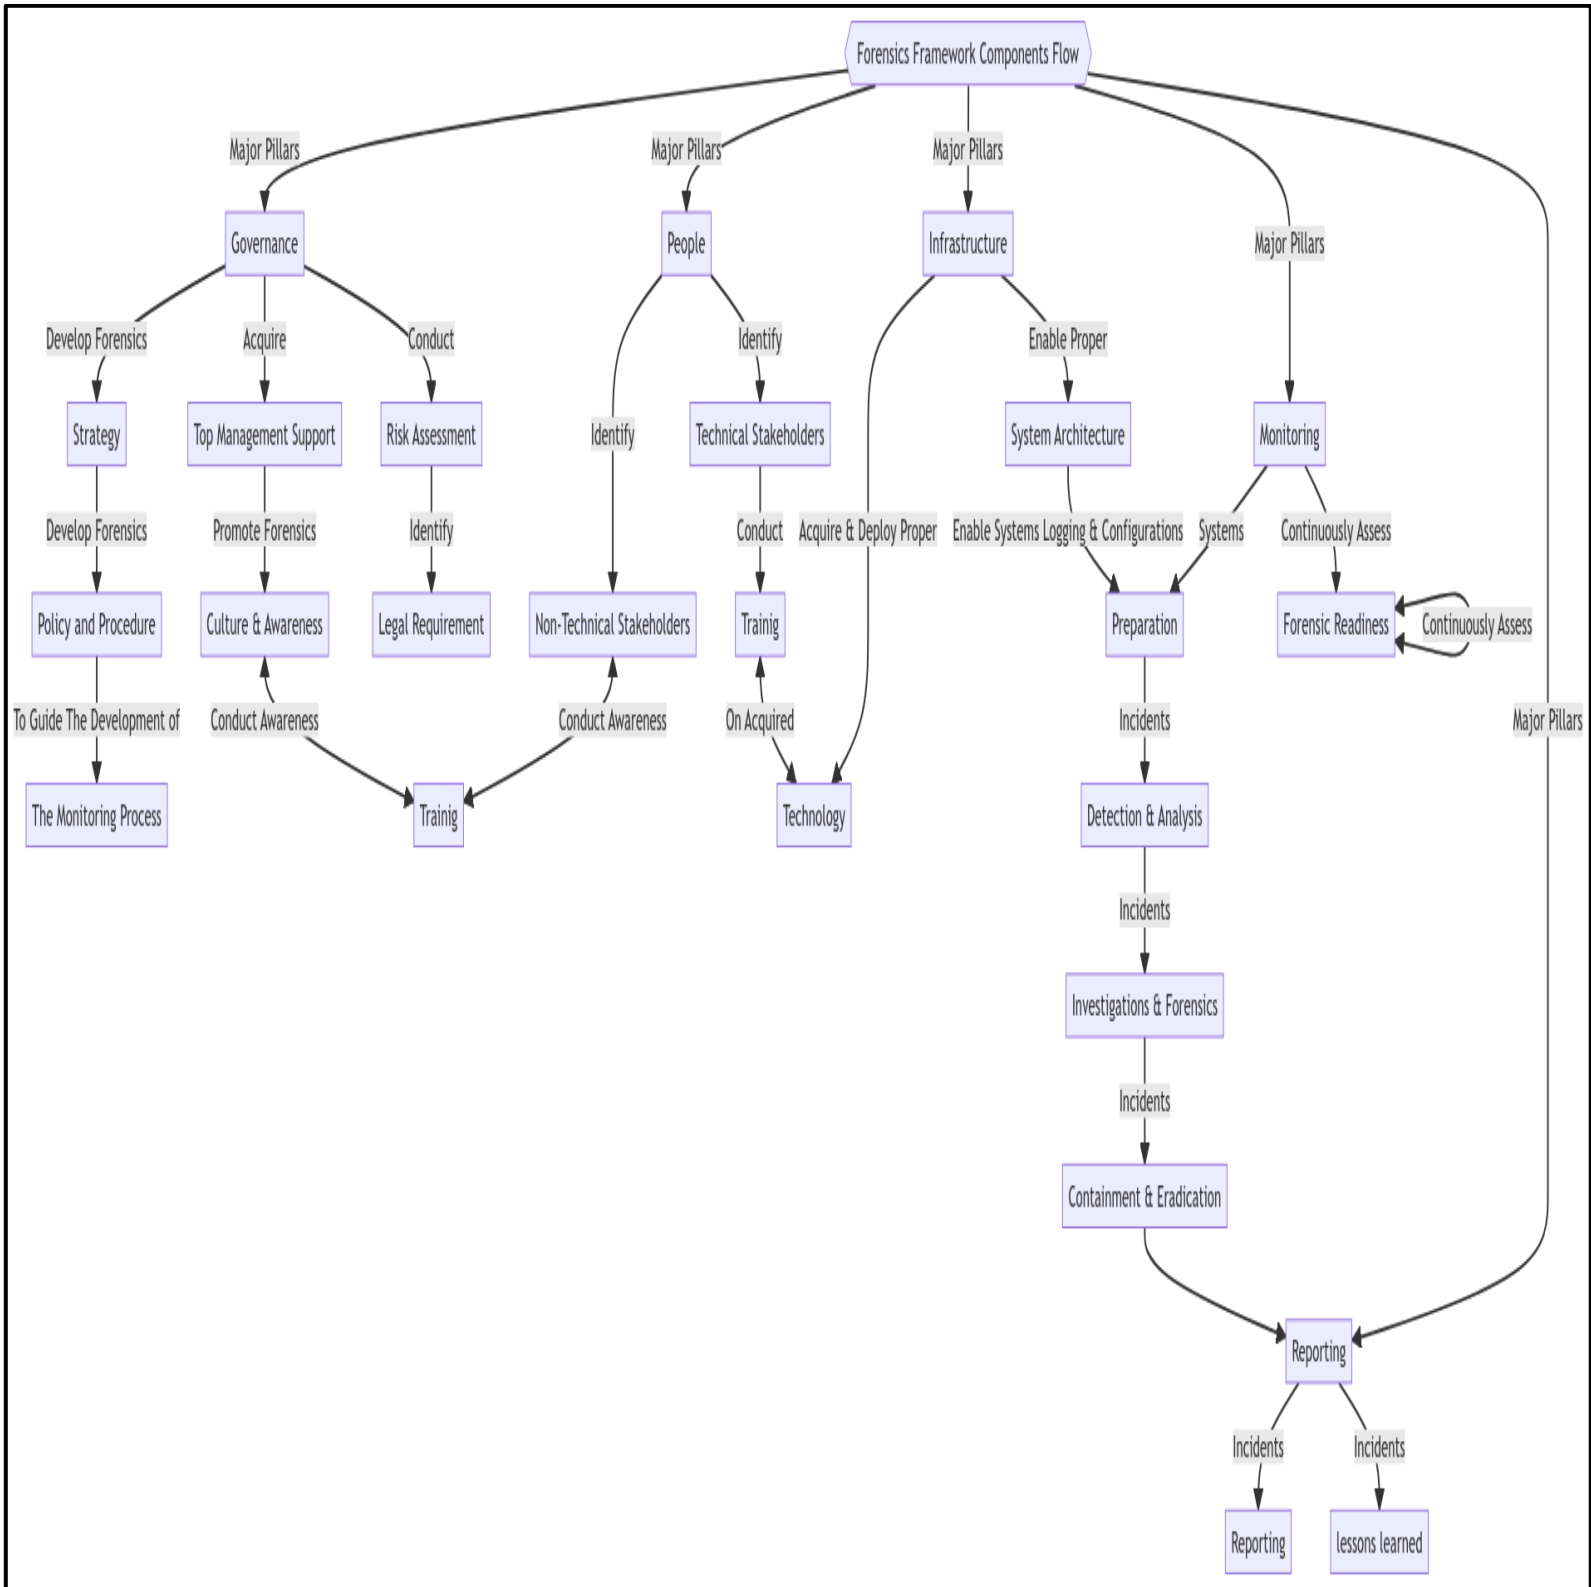 Forensics Framework Components Flow
Major Pillars
Major Pillars
Major Pillars
Governance
People
Infrastructure
Major Pillars
Develop Forensics
Acquire
Conduct
Identify
Enable Proper
Strategy
Top Management Support
Risk Assessment
Identify
Technical Stakeholders
System Architecture
Monitoring
Develop Forensics
Promote Forensics
Identify
Conduct
Acquire & Deploy Proper
Enable Systems Logging & Configurations
Systems
Continuously Assess
Policy and Procedure
Culture & Awareness
Legal Requirement
Non-Technical Stakeholders
Trainig
Preparation
Forensic Readiness
Continuously Assess
To Guide The Development of
Conduct Awareness
Conduct Awareness
On Acquired
Incidents
Major Pillars
The Monitoring Process
Trainig
Technology
Detection & Analysis
Incidents
Investigations & Forensics
Incidents
Containment & Eradication
Reporting
Incidents
Incidents
Reporting
lessons learned